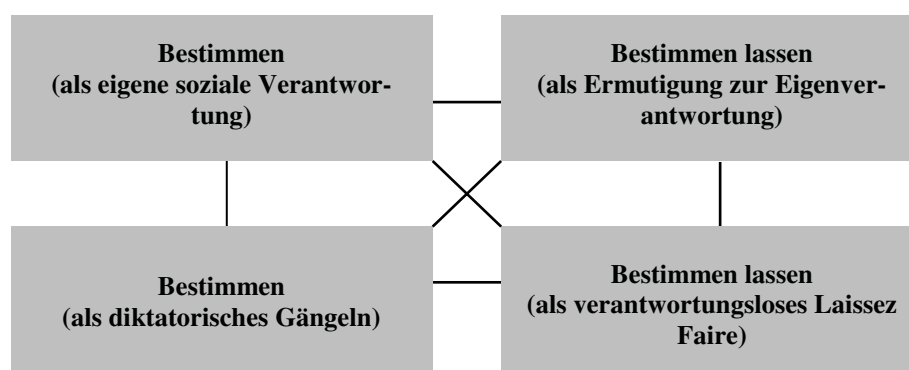 Bestimmen
(als eigene soziale Verantwor-
tung)
Bestimmen lassen
(als Ermutigung zur Eigenver-
antwortung)
Bestimmen
(als diktatorisches Gängeln)
Bestimmen lassen
(als verantwortungsloses Laissez
Faire)